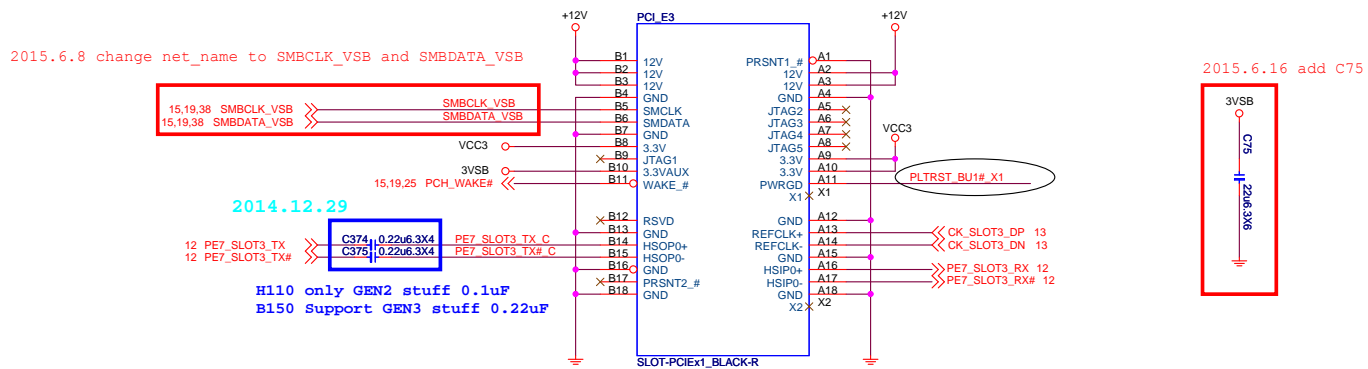 +12V
PCI_E3
+12V
2015.6.8 change net_name to SMBCLK_VSB and SMBDATA_VSB
2015.6.16 add C75
B1 12V
B2 12V
B3 12V
B4 GND
15,19,38 SMBCLK_VSB SMBCLK_VSB B5 SMCLK
15,19,38 SMBDATA_VSB SMBDATA_VSB B6 SMDATA
B7 GND
VCC3 B8 3.3V
B9 JTAG1
3VSB B10 3.3VAUX
15,19,25 PCH_WAKE# B11 WAKE_#
PRSNT1_# A1
12V A2
12V A3
GND A4
JTAG2 A5
JTAG3 A6
JTAG4 A7
JTAG5 A8
VCC3
3.3V A9
3.3V A10
PWRGD A11 PLTRST_BU1#_X1
X1 X1
3VSB
C75
22u6.3X6
2014.12.29
B12 RSVD
B13 GND
12 PE7_SLOT3_TX C374 0.22u6.3X4 PE7_SLOT3_TX_C B14 HSOP0+
12 PE7_SLOT3_TX# C375 0.22u6.3X4 PE7_SLOT3_TX#_C B15 HSOP0-
B16 GND
B17 PRSNT2_#
B18 GND
GND A12
REFCLK+ A13 CK_SLOT3_DP 13
REFCLK- A14 CK_SLOT3_DN 13
GND A15
HSIP0+ A16 PE7_SLOT3_RX 12
HSIP0- A17 PE7_SLOT3_RX# 12
GND A18
X2 X2
H110 only GEN2 stuff 0.1uF
B150 Support GEN3 stuff 0.22uF
SLOT-PCIEx1_BLACK-R